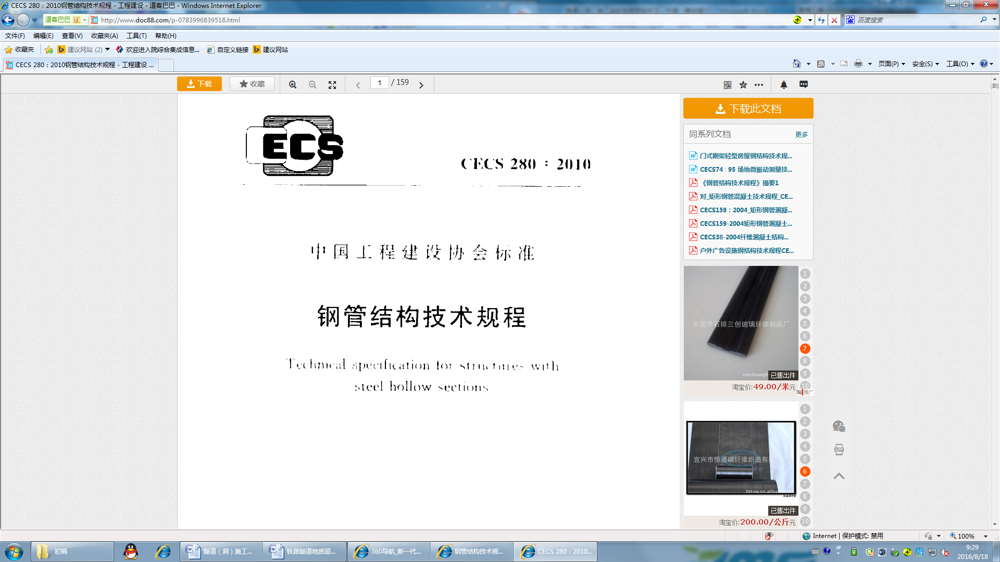 CECS 280：2010钢管结构技术规程 - 工程建设 - 道客巴巴 - Windows Internet Explorer
道客巴巴 证 http://www.doc88.com/p-0783996839518.html
百度搜索
文件(F) 编辑(E) 查看(V) 收藏夹(A) 工具(T) 帮助(H)
收藏夹 建议网站 (2) 欢迎进入院综合集成信息... 自定义链接 建议网站
CECS 280：2010钢管结构技术规程 - 工程建设 ...
页面(P) 安全(S) 工具(O)
下载 收藏 1 / 159
CECS
CECS 280：2010
中国工程建设协会标准
钢管结构技术规程
Technical specification for structures with
steel hollow sections
下载此文档
同系列文档 更多
门式刚架轻型房屋钢结构技术规...
CECS74 : 95 场地微振动测量技...
《钢管结构技术规程》摘要1
对_矩形钢管混凝土技术规程_CE...
CECS159：2004_矩形钢管溷凝...
CECS159-2004矩形钢管溷凝土...
CECS38-2004纤维溷凝土结构...
户外广告设施钢结构技术规程CE...
东莞市石排三创玻璃纤维制品厂
sanchuangf
已售出件
淘宝价:49.00/米元
淘 推广
1
2
3
4
5
6
7
8
9
10
宜兴市恒通碳纤维织造有限公司
httxw.cn.alibaba.com
已售出件
淘宝价:200.00/公斤元
1
2
3
4
5
6
7
8
9
10
APP
Internet | 保护模式: 禁用
100%
初稿
隧道（洞）施工...
铁路隧道地质超...
360导航_新一代...
钢管结构技术规...
CECS 280：2010...
9:29
2016/8/18